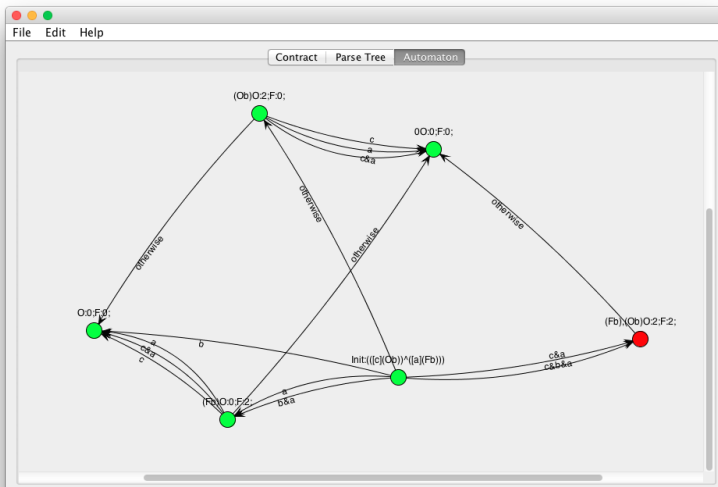 File Edit Help
Contract Parse Tree Automaton
(Ob)O:2;F:0;
0O:0;F:0;
c
a
c&a
otherwise
otherwise
otherwise
otherwise
O:0;F:0;
(Fb);(Ob)O:2;F:2;
b
a
c&a
c
Init:(([c](Ob))^([a](Fb)))
c&a
c&b&a
a
b&a
(Fb)O:0;F:2;